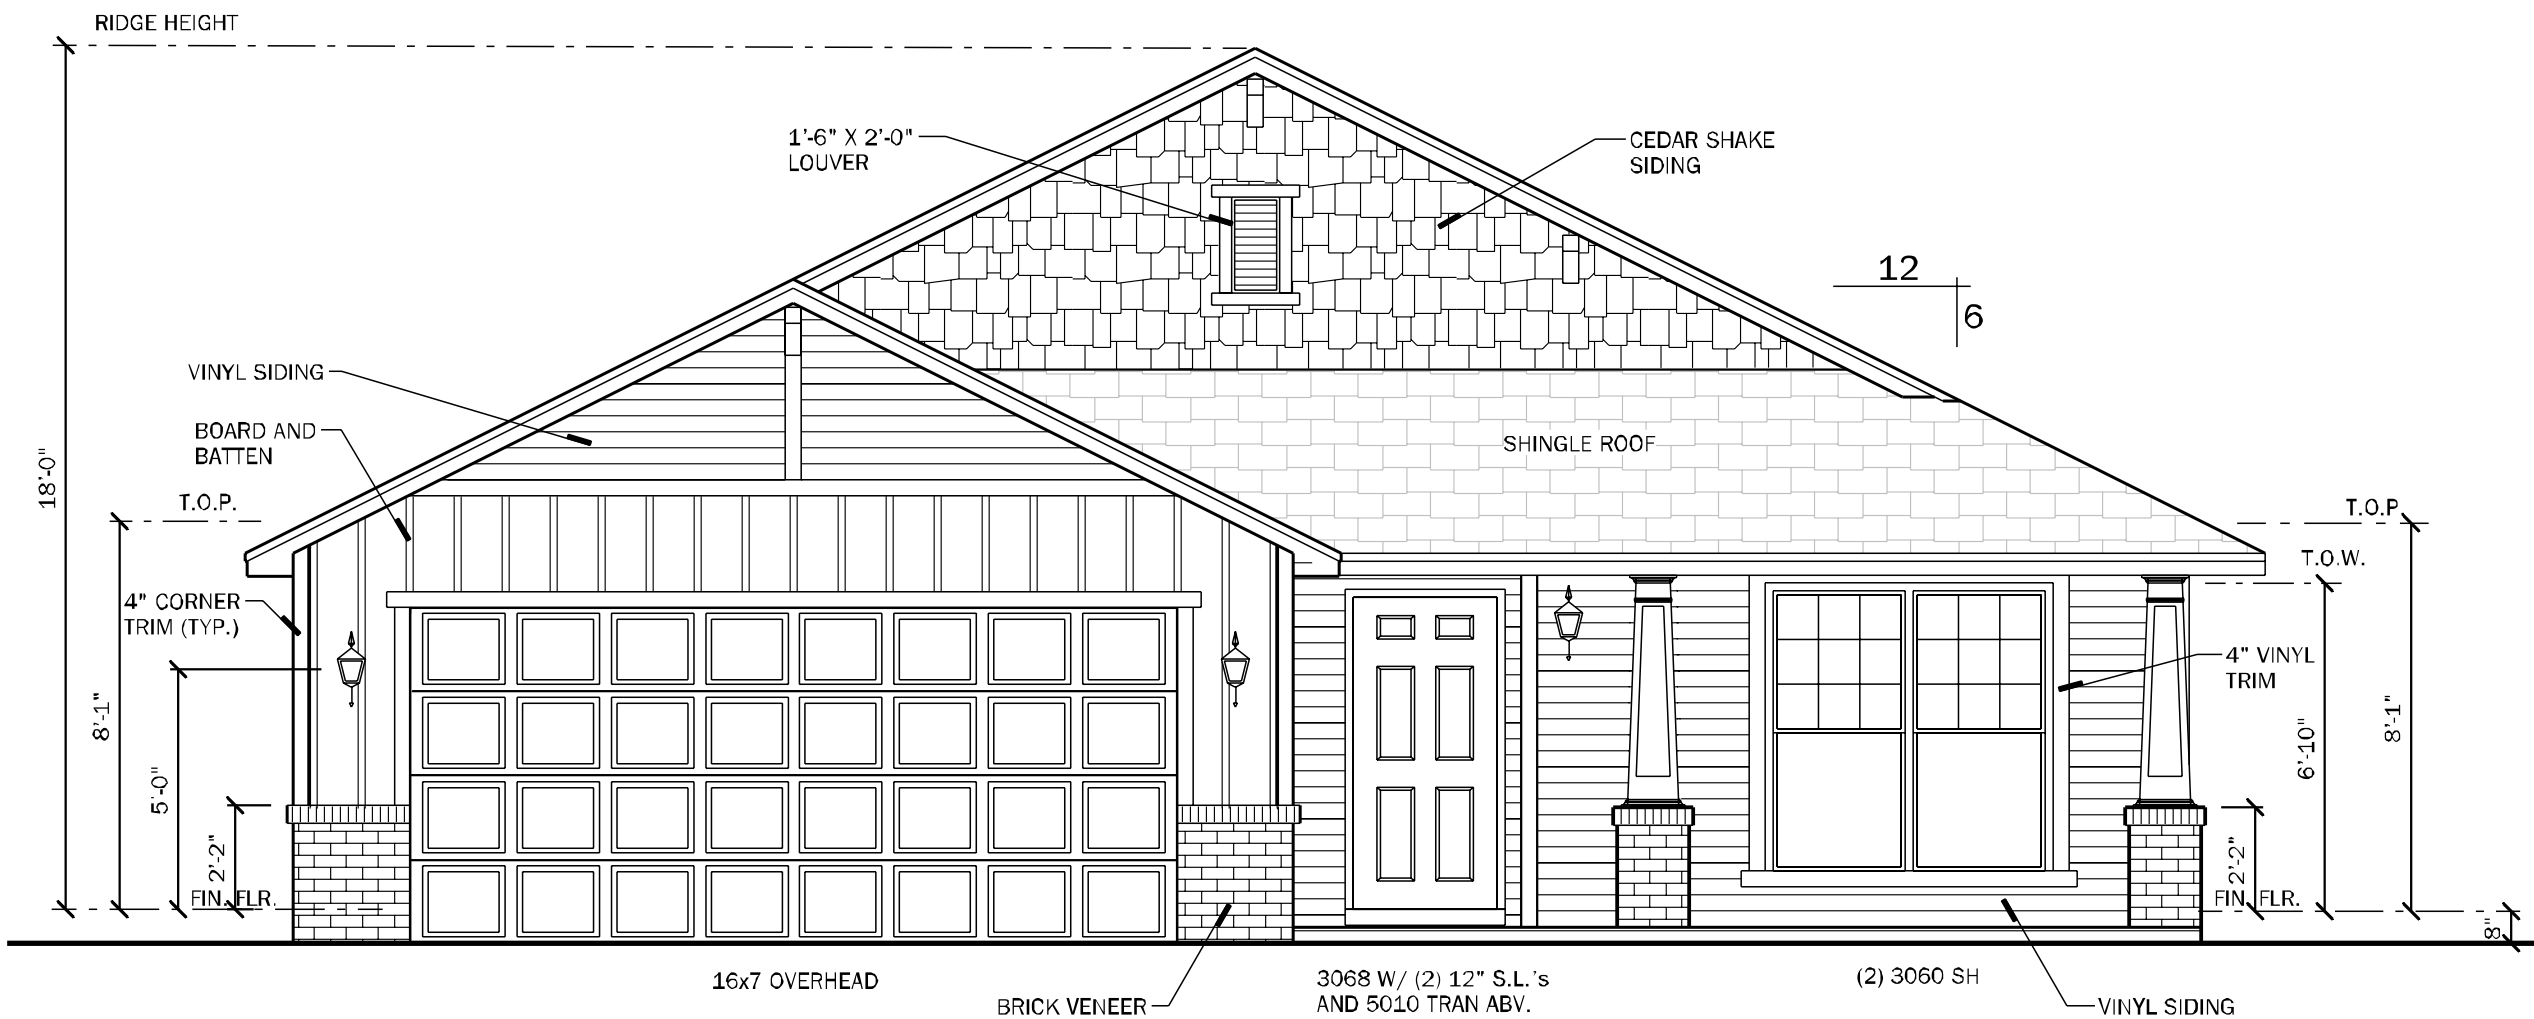 RIDGE HEIGHT
1'-6" X 2'-0"
LOUVER
CEDAR SHAKE
SIDING
12
6
VINYL SIDING
BOARD AND
BATTEN
SHINGLE ROOF
18'-0"
T.O.P.
T.O.P.
T.O.W.
4" CORNER
TRIM (TYP.)
4" VINYL
TRIM
8'-1"
5'-0"
2'-2"
FIN. FLR.
6'-10"
8'-1"
2'-2"
FIN. FLR.
8"
16x7 OVERHEAD
BRICK VENEER
3068 W/ (2) 12" S.L.'s
AND 5010 TRAN ABV.
(2) 3060 SH
VINYL SIDING